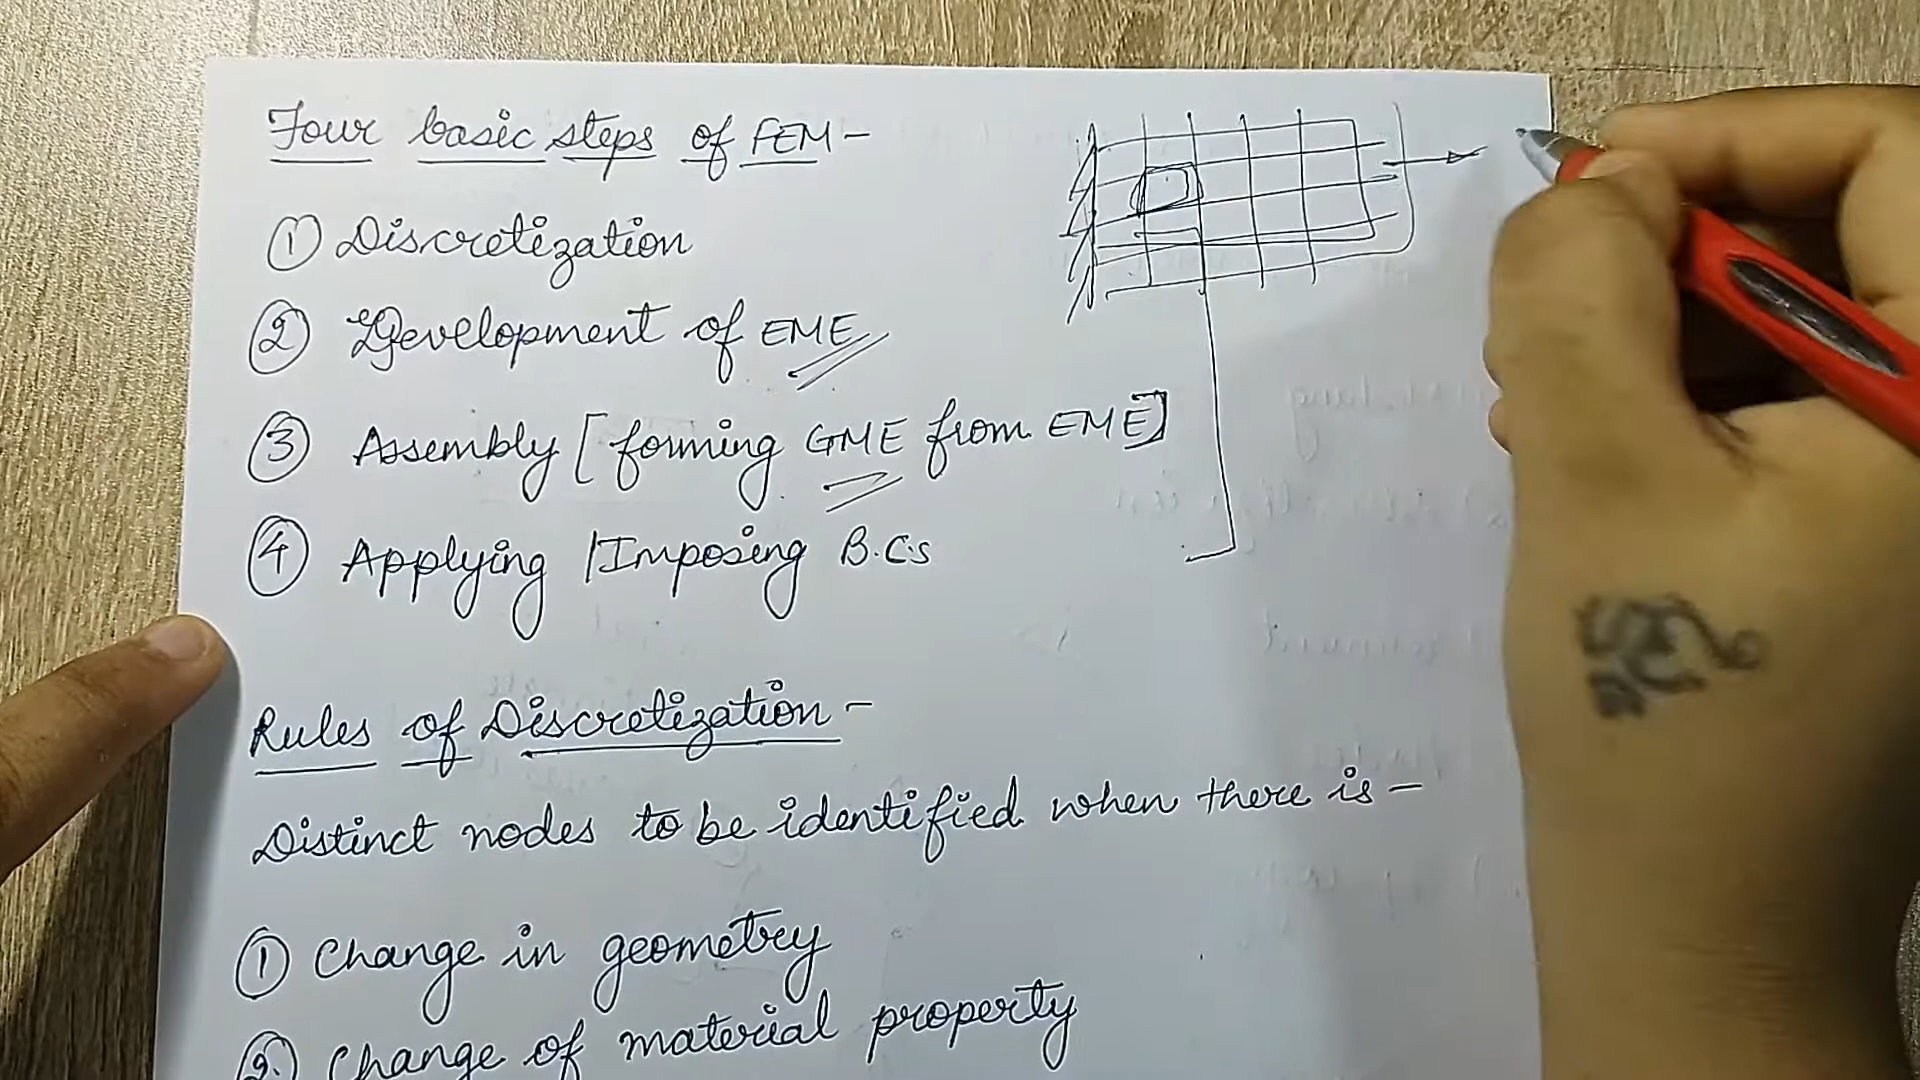 Four basic steps of FEM -
① Discretization
② Development of EME
③ Assembly [forming GME from EME]
④ Applying / Imposing B.C.s
Rules of Discretization -
Distinct nodes to be identified when there is -
① Change in geometry
②. Change of material property